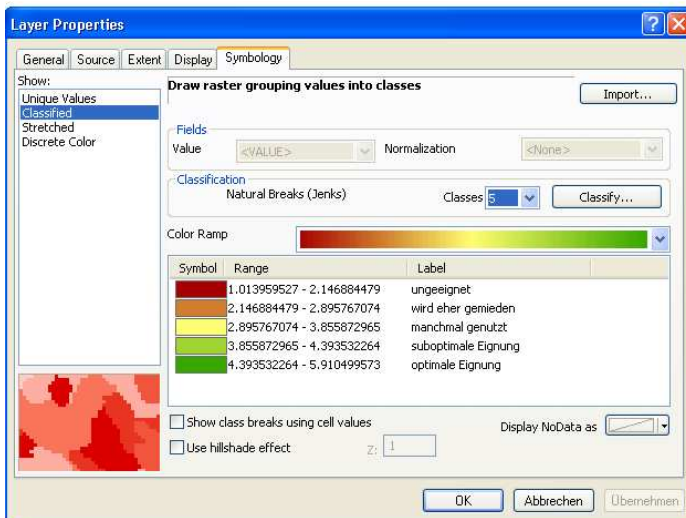 Layer Properties
General Source Extent Display Symbology
Show:
Unique Values
Classified
Stretched
Discrete Color
Draw raster grouping values into classes
Import...
Fields
Value <VALUE> Normalization <None>
Classification
Natural Breaks (Jenks) Classes 5 Classify...
Color Ramp
Symbol Range Label
1.013959527 - 2.146884479 ungeeignet
2.146884479 - 2.895767074 wird eher gemieden
2.895767074 - 3.855872965 manchmal genutzt
3.855872965 - 4.393532264 suboptimale Eignung
4.393532264 - 5.910499573 optimale Eignung
Show class breaks using cell values
Display NoData as
Use hillshade effect Z: 1
OK Abbrechen Übernehmen